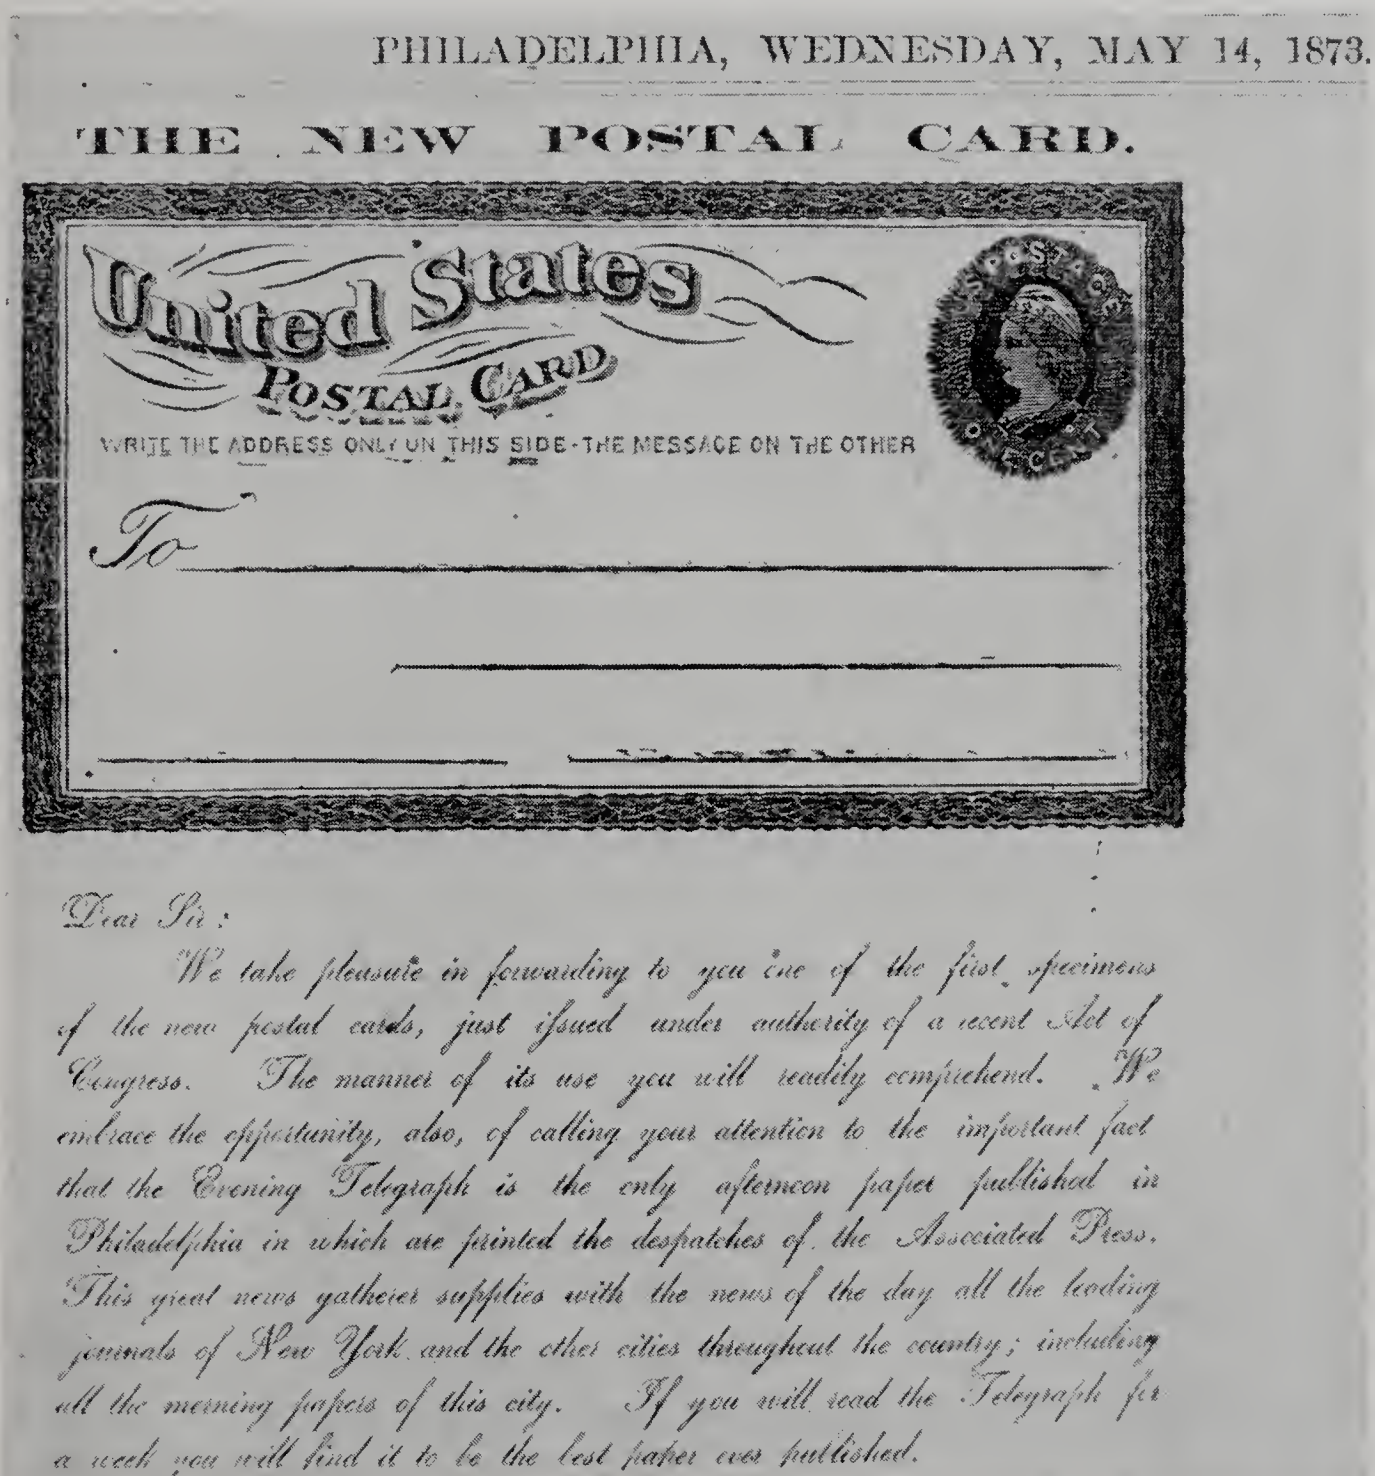 PHILADELPHIA, WEDNESDAY, MAY 14, 1873.
THE NEW POSTAL CARD.
United States
POSTAL CARD
WRITE THE ADDRESS ONLY ON THIS SIDE-THE MESSAGE ON THE OTHER
U.S. POSTAGE
ONE CENT
To
Dear Sir:
We take pleasure in forwarding to you one of the first specimens
of the new postal cards, just issued under authority of a recent Act of
Congress. The manner of its use you will readily comprehend. We
embrace the opportunity, also, of calling your attention to the important fact
that the Evening Telegraph is the only afternoon paper published in
Philadelphia in which are printed the despatches of the Associated Press.
This great news gatherer supplies with the news of the day all the leading
journals of New York and the other cities throughout the country; including
all the morning papers of this city. If you will read the Telegraph for
a week you will find it to be the best paper ever published.